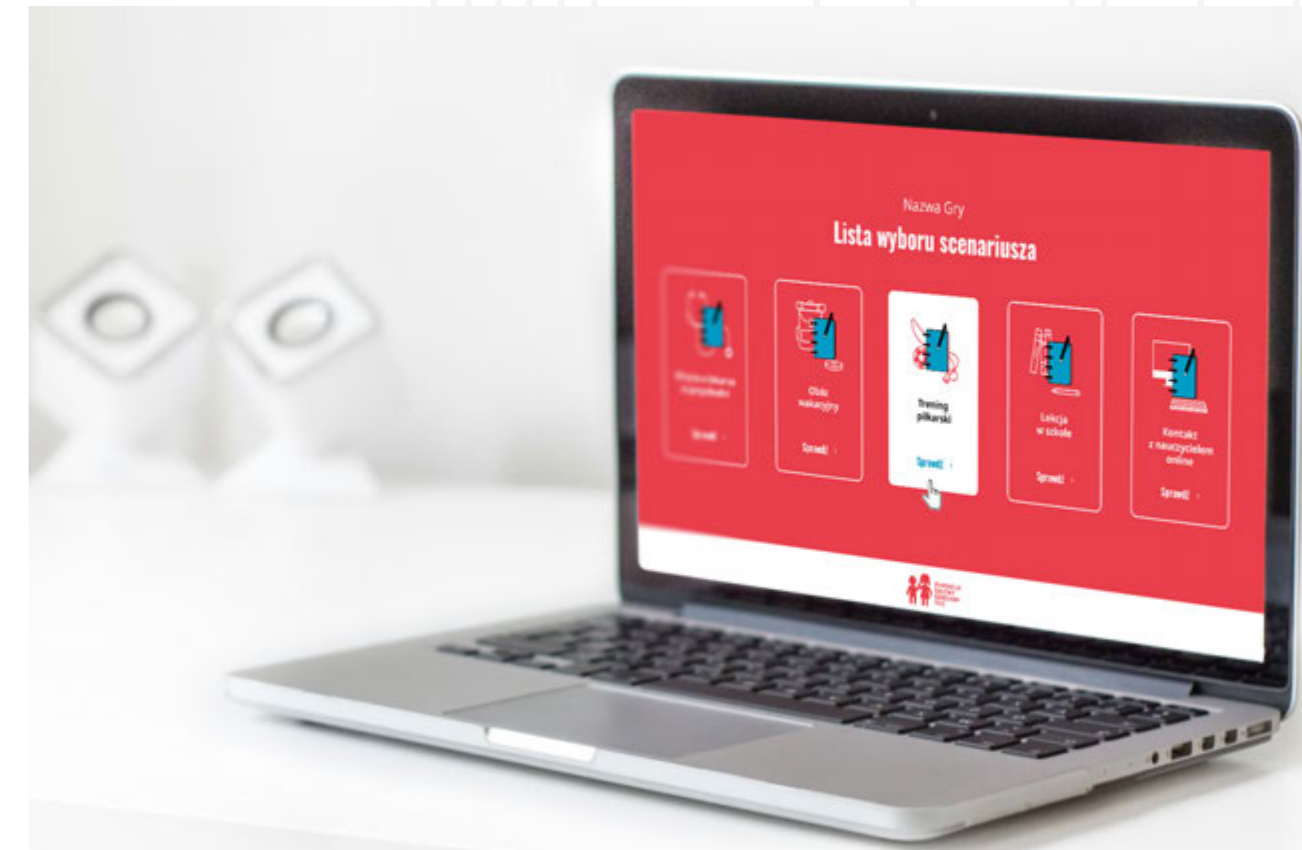 Nazwa Gry
Lista wyboru scenariusza
Obóz
wakacyjny
Sprawdź
Trening
piłkarski
Sprawdź
Lekcja
w szkole
Sprawdź
Kontakt
z nauczycielem
online
Sprawdź